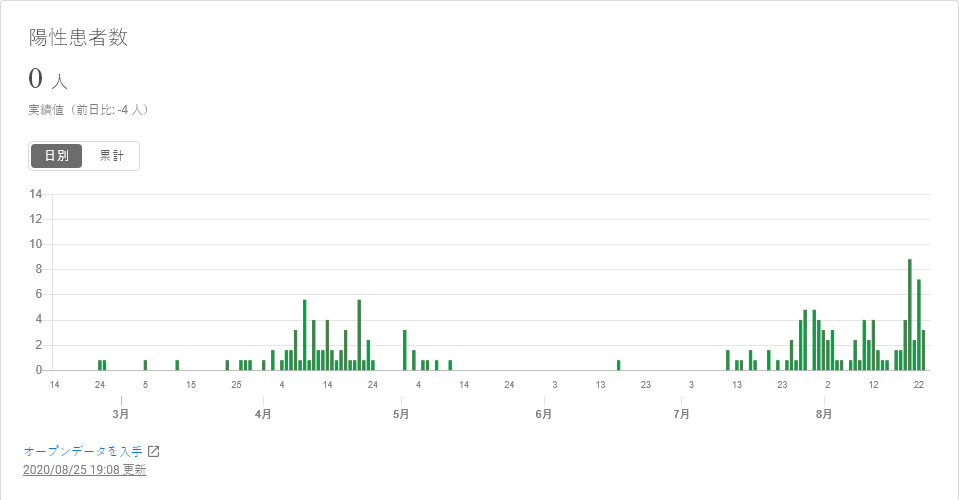 陽性患者数
0 人
実績値（前日比: -4 人）
日別 累計
14
12
10
8
6
4
2
0
14 24 5 15 25 4 14 24 4 14 24 3 13 23 3 13 23 2 12 22
3月 4月 5月 6月 7月 8月
オープンデータを入手
2020/08/25 19:08 更新